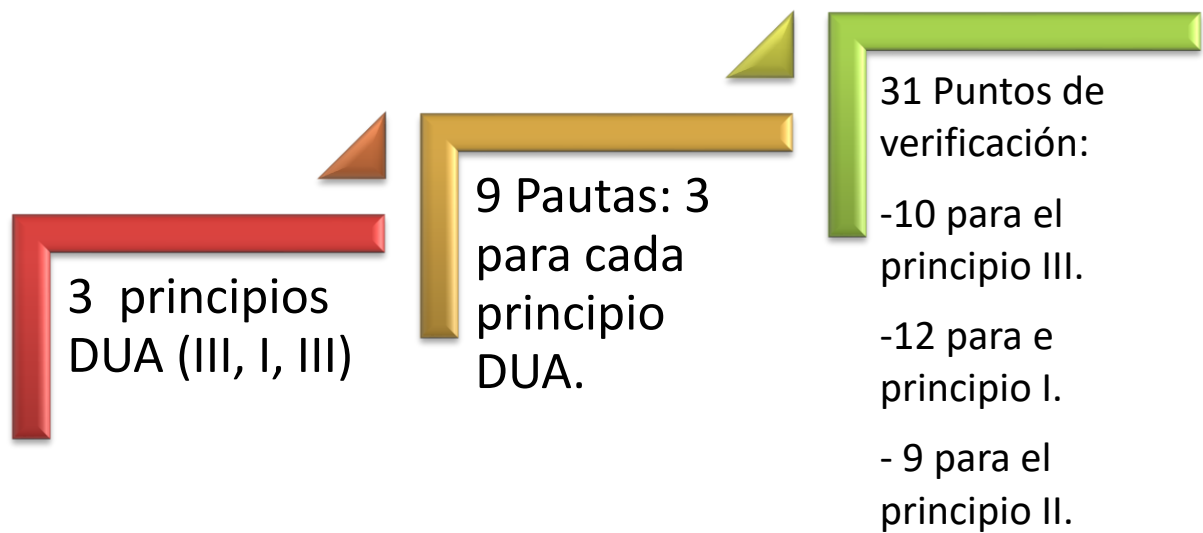 3 principios
DUA (III, I, III)
9 Pautas: 3
para cada
principio
DUA.
31 Puntos de
verificación:
-10 para el
principio III.
-12 para e
principio I.
- 9 para el
principio II.